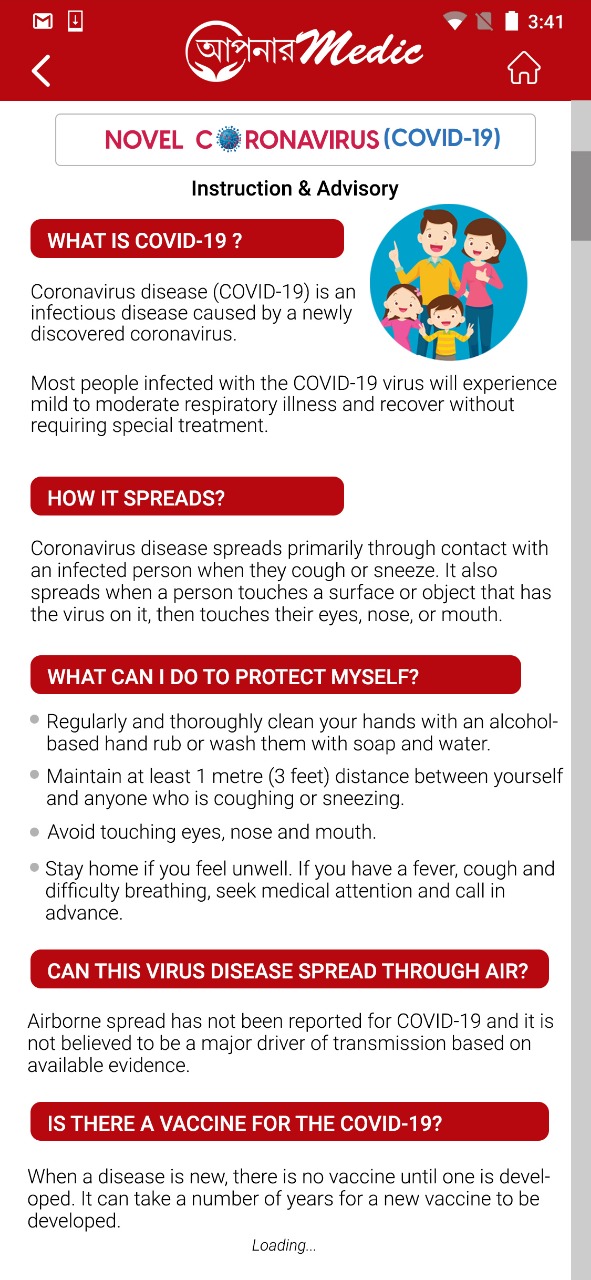 3:41
আপনার Medic
NOVEL CORONAVIRUS (COVID-19)
Instruction & Advisory
WHAT IS COVID-19 ?
Coronavirus disease (COVID-19) is an
infectious disease caused by a newly
discovered coronavirus.
Most people infected with the COVID-19 virus will experience
mild to moderate respiratory illness and recover without
requiring special treatment.
HOW IT SPREADS?
Coronavirus disease spreads primarily through contact with
an infected person when they cough or sneeze. It also
spreads when a person touches a surface or object that has
the virus on it, then touches their eyes, nose, or mouth.
WHAT CAN I DO TO PROTECT MYSELF?
Regularly and thoroughly clean your hands with an alcohol-
based hand rub or wash them with soap and water.
Maintain at least 1 metre (3 feet) distance between yourself
and anyone who is coughing or sneezing.
Avoid touching eyes, nose and mouth.
Stay home if you feel unwell. If you have a fever, cough and
difficulty breathing, seek medical attention and call in
advance.
CAN THIS VIRUS DISEASE SPREAD THROUGH AIR?
Airborne spread has not been reported for COVID-19 and it is
not believed to be a major driver of transmission based on
available evidence.
IS THERE A VACCINE FOR THE COVID-19?
When a disease is new, there is no vaccine until one is devel-
oped. It can take a number of years for a new vaccine to be
developed.
Loading...